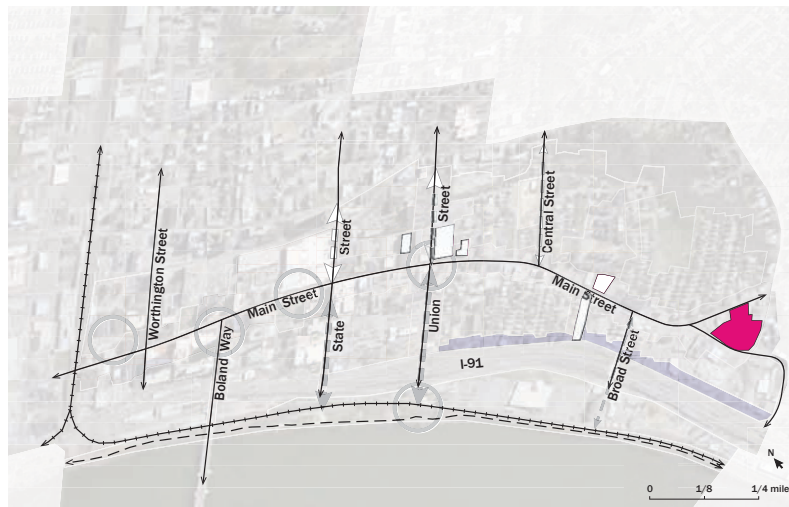 Worthington Street
Boland Way
Main Street
State
Street
Union
Street
Central Street
Main Street
Broad Street
I-91
N
0
1/8
1/4 mile